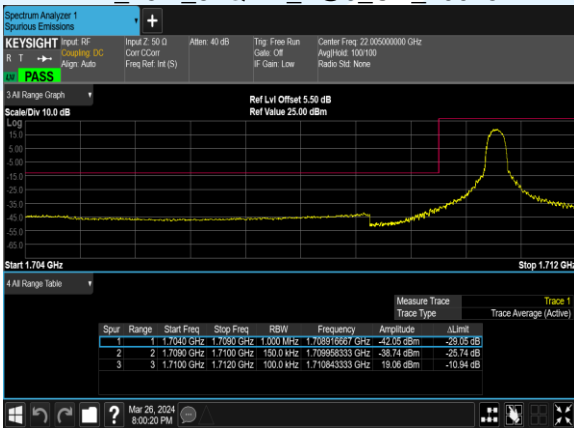 Spectrum Analyzer 1
Spurious Emissions
KEYSIGHT Input: RF Input Z: 50 Ω Atten: 40 dB Trig: Free Run Center Freq: 22.005000000 GHz
R T Coupling: DC Corr CCorr Gate: Off Avg|Hold: 100/100
Align: Auto Freq Ref: Int (S) IF Gain: Low Radio Std: None
PASS
3 All Range Graph
Ref Lvl Offset 5.50 dB
Scale/Div 10.0 dB Ref Value 25.00 dBm
Log
15.0
5.00
-5.00
-15.0
-25.0
-35.0
-45.0
-55.0
-65.0
Start 1.704 GHz Stop 1.712 GHz
4 All Range Table
Measure Trace Trace 1
Trace Type Trace Average (Active)
Spur Range Start Freq Stop Freq RBW Frequency Amplitude ΔLimit
1 1 1.7040 GHz 1.7090 GHz 1.000 MHz 1.708916667 GHz -42.05 dBm -29.05 dB
2 2 1.7090 GHz 1.7100 GHz 150.0 kHz 1.709958333 GHz -38.74 dBm -25.74 dB
3 3 1.7100 GHz 1.7120 GHz 100.0 kHz 1.710843333 GHz 19.06 dBm -10.94 dB
? Mar 26, 2024
8:00:20 PM